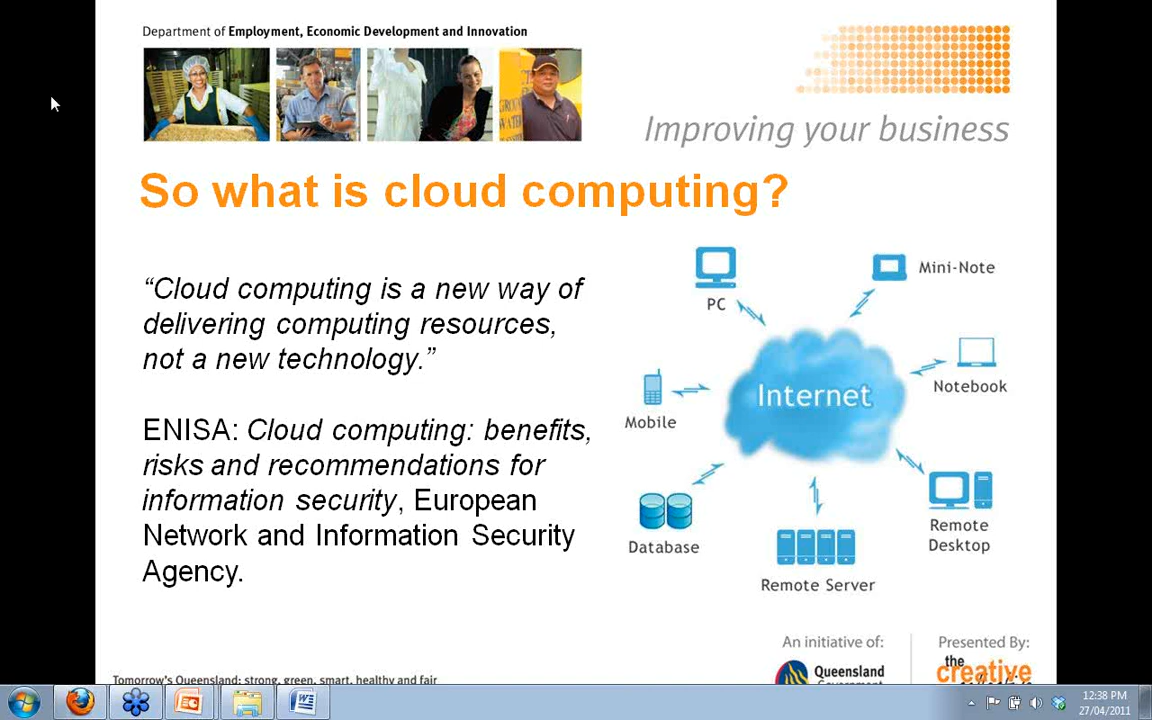 Department of Employment, Economic Development and Innovation
Improving your business
So what is cloud computing?
“Cloud computing is a new way of
delivering computing resources,
not a new technology.”
ENISA: Cloud computing: benefits,
risks and recommendations for
information security, European
Network and Information Security
Agency.
PC
Mini-Note
Internet
Notebook
Mobile
Database
Remote Server
Remote
Desktop
An initiative of:
Presented By:
Queensland
Government
the
creative
Tomorrow's Queensland: strong, green, smart, healthy and fair
12:38 PM
27/04/2011